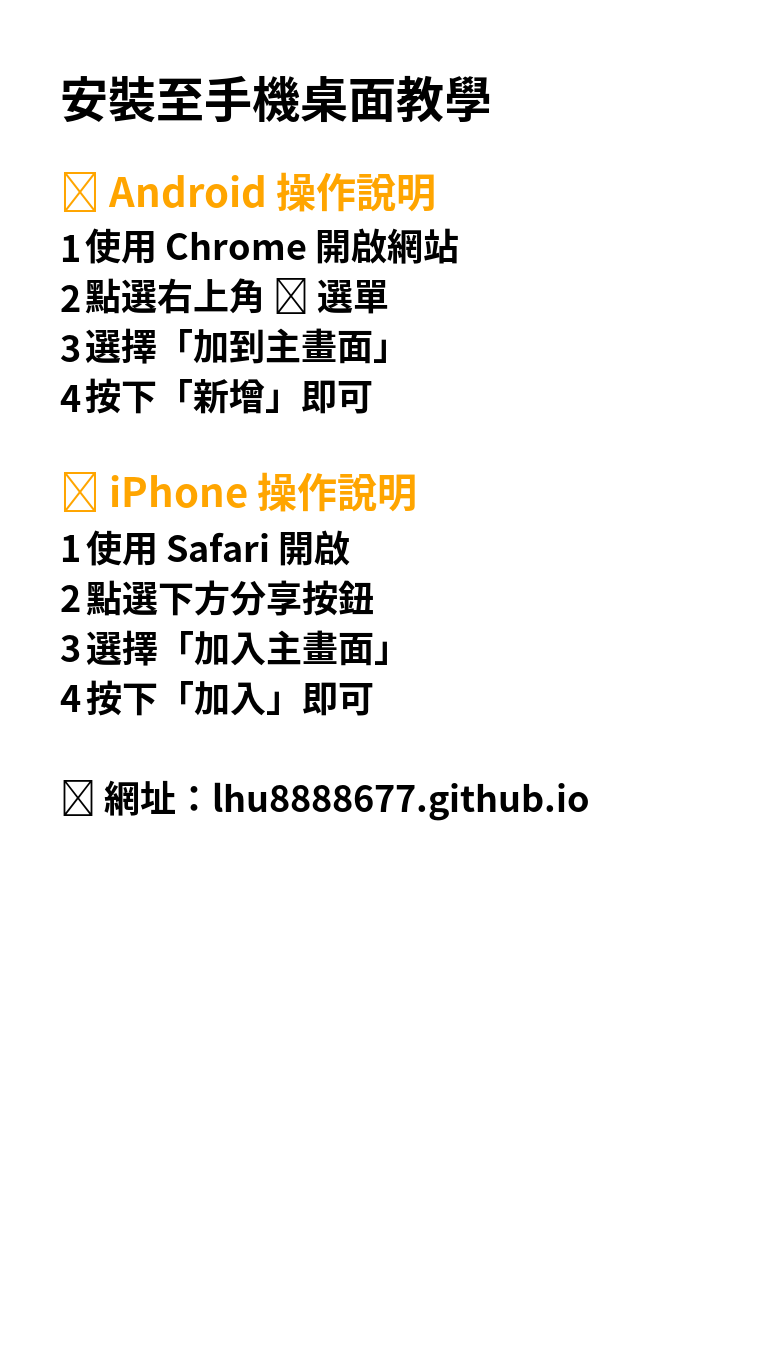 安裝至手機桌面教學
Android 操作說明
1使用 Chrome 開啟網站
2點選右上角 選單
3選擇「加到主畫面」
4按下「新增」即可
iPhone 操作說明
1使用 Safari 開啟
2點選下方分享按鈕
3選擇「加入主畫面」
4按下「加入」即可
網址：lhu8888677.github.io